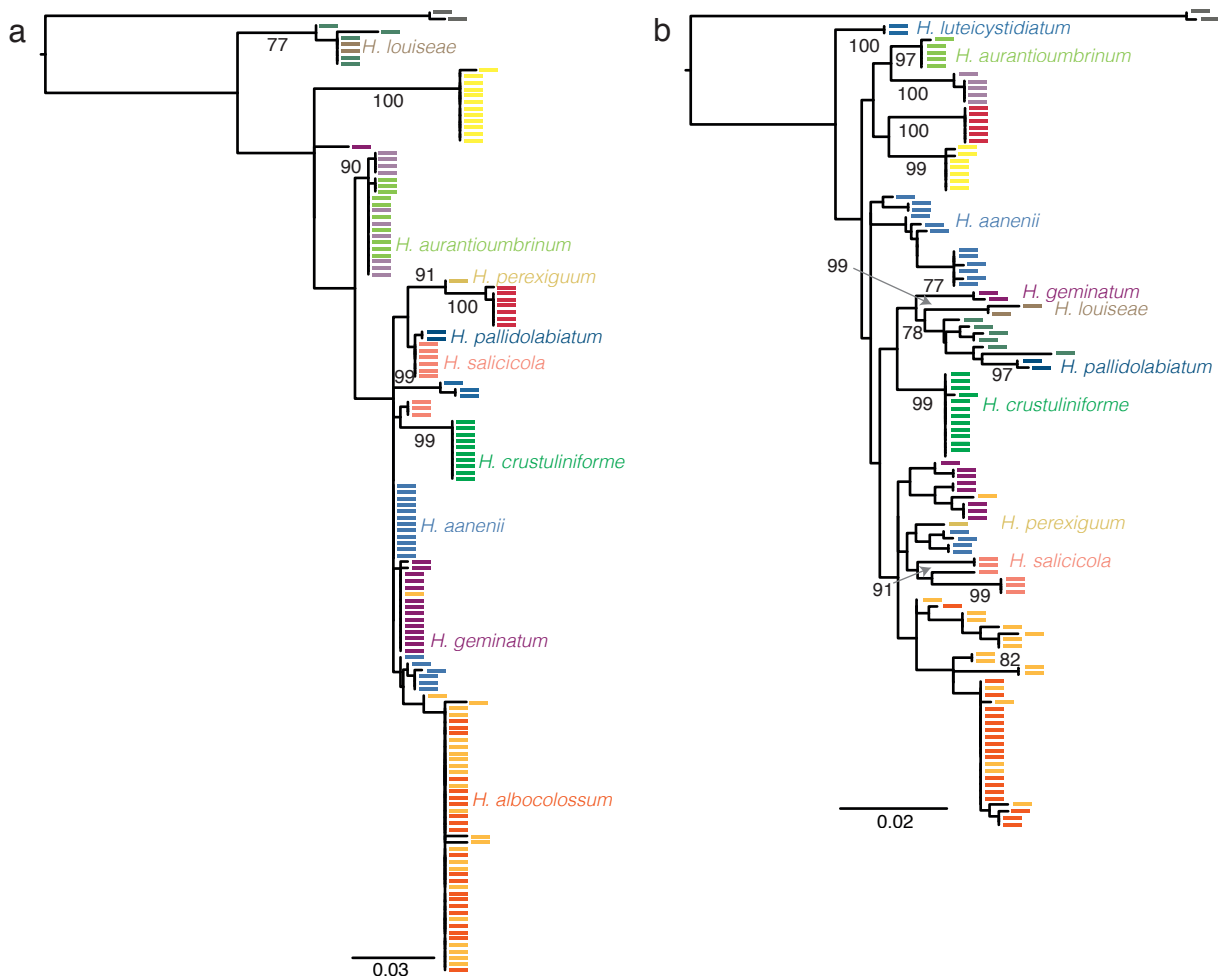 a
77
H. louiseae
100
90
H. aurantioumbrinum
91
H. perexiguum
100
H. pallidolabiatum
H. salicicola
99
99
H. crustuliniforme
H. aanenii
H. geminatum
H. albocolossum
0.03
b
H. luteicystidiatum
100
H. aurantioumbrinum
97
100
100
99
H. aanenii
99
77
H. geminatum
H. louiseae
78
H. pallidolabiatum
97
99
H. crustuliniforme
H. perexiguum
H. salicicola
91
99
82
0.02